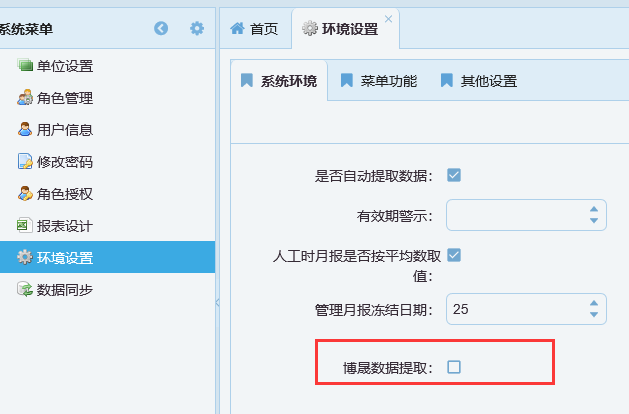 系统菜单
首页
环境设置
单位设置
角色管理
用户信息
修改密码
角色授权
报表设计
环境设置
数据同步
系统环境
菜单功能
其他设置
是否自动提取数据：
有效期警示：
人工时月报是否按平均数取
值：
管理月报冻结日期：
25
博晟数据提取：